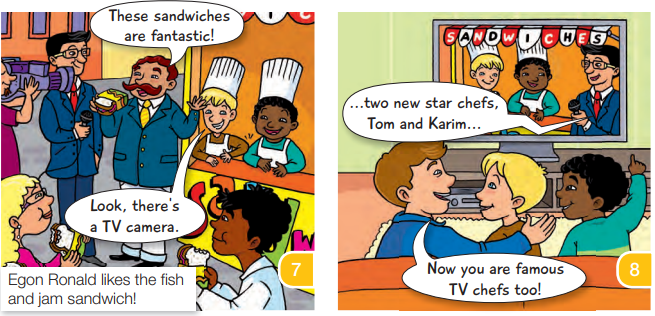 These sandwiches
are fantastic!
Look, there's
a TV camera.
Egon Ronald likes the fish
and jam sandwich!
7
SANDWICHES
...two new star chefs,
Tom and Karim...
Now you are famous
TV chefs too!
8